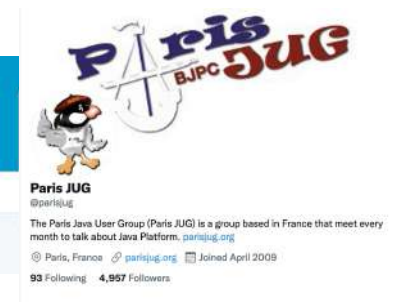 Paris JUG
BJPC
Paris JUG
@parisjug
The Paris Java User Group (Paris JUG) is a group based in France that meet every
month to talk about Java Platform. parisjug.org
Paris, France parisjug.org Joined April 2009
93 Following 4,957 Followers